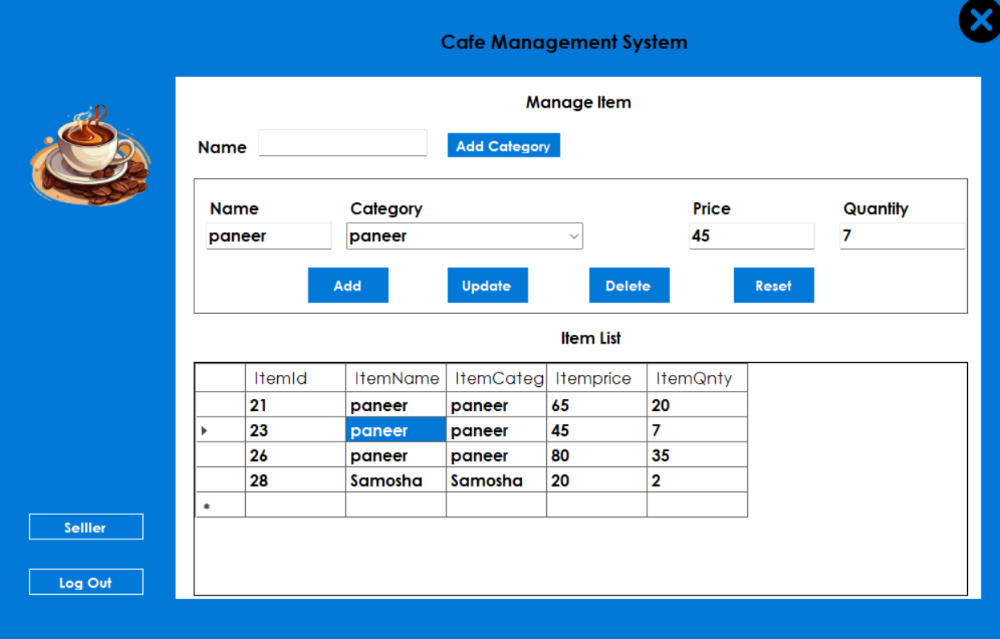 Cafe Management System
Manage Item
Name Add Category
Name Category Price Quantity
paneer paneer 45 7
Add Update Delete Reset
Item List
ItemId ItemName ItemCateg Itemprice ItemQnty
21 paneer paneer 65 20
23 paneer paneer 45 7
26 paneer paneer 80 35
28 Samosha Samosha 20 2
*
Selller
Log Out